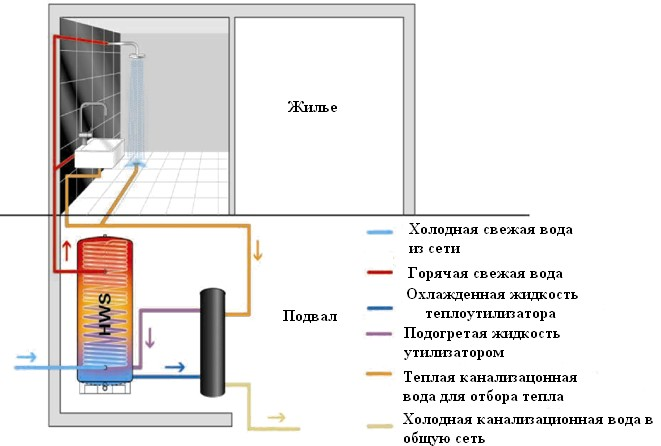 Жилье
Холодная свежая вода
из сети
Горячая свежая вода
Охлажденная жидкость
теплоутилизатора
Подогретая жидкость
утилизатором
Теплая канализацонная
вода для отбора тепла
Холодная канализационная вода в
общую сеть
Подвал
HWS